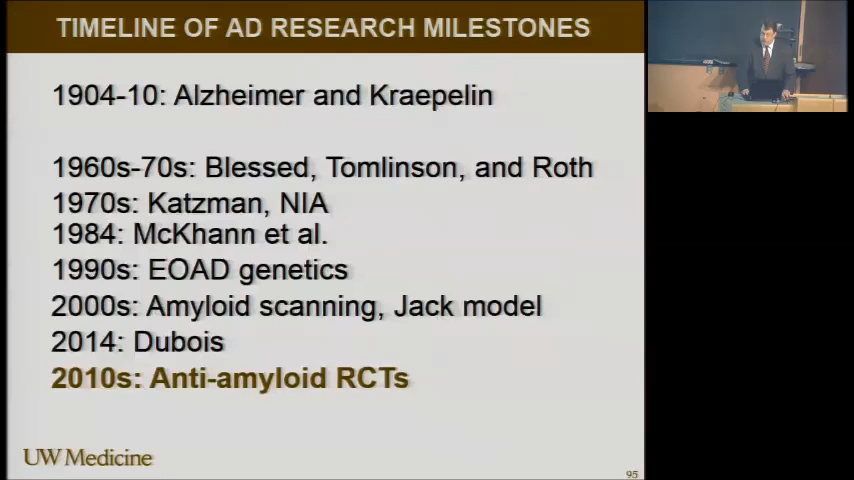 TIMELINE OF AD RESEARCH MILESTONES
1904-10: Alzheimer and Kraepelin
1960s-70s: Blessed, Tomlinson, and Roth
1970s: Katzman, NIA
1984: McKhann et al.
1990s: EOAD genetics
2000s: Amyloid scanning, Jack model
2014: Dubois
2010s: Anti-amyloid RCTs
UW Medicine
95